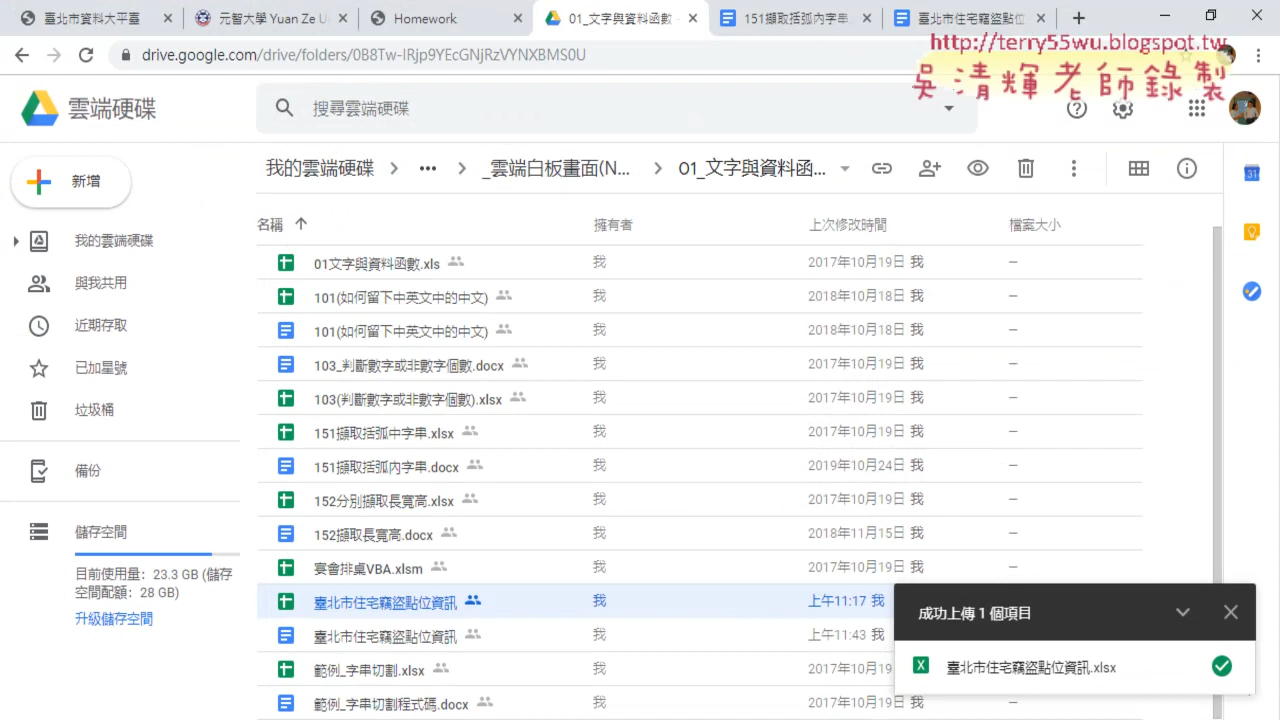 臺北市資料大平臺
元智大學 Yuan Ze U
Homework
01_文字與資料函數
151擷取括弧內字串
臺北市住宅竊盜點位
drive.google.com/drive/folders/0B8Tw-IRjp9YEcGNjRzVYNXBMS0U
http://terry55wu.blogspot.tw
吳清輝老師錄製
雲端硬碟
搜尋雲端硬碟
新增
我的雲端硬碟
_雲端白板畫面(N...
01_文字與資料函...
31
我的雲端硬碟
與我共用
近期存取
已加星號
垃圾桶
備份
儲存空間
目前使用量：23.3 GB (儲存
空間配額：28 GB)
升級儲存空間
名稱 擁有者 上次修改時間 檔案大小
01文字與資料函數.xls 我 2017年10月19日 我 –
101(如何留下中英文中的中文) 我 2018年10月18日 我 –
101(如何留下中英文中的中文) 我 2018年10月18日 我 –
103_判斷數字或非數字個數.docx 我 2017年10月19日 我 –
103(判斷數字或非數字個數).xlsx 我 2017年10月19日 我 –
151擷取括弧中字串.xlsx 我 2017年10月19日 我 –
151擷取括弧內字串.docx 我 2019年10月24日 我 –
152分別擷取長寬高.xlsx 我 2017年10月19日 我 –
152擷取長寬高.docx 我 2018年11月15日 我 –
宴會排桌VBA.xlsm 我 2017年10月19日 我 –
臺北市住宅竊盜點位資訊 我 上午11:17 我
臺北市住宅竊盜點位資訊 我 上午11:43 我
範例_字串切割.xlsx 我 2017年10月19
範例_字串切割程式碼.docx 我 2017年10月19
成功上傳 1 個項目
臺北市住宅竊盜點位資訊.xlsx